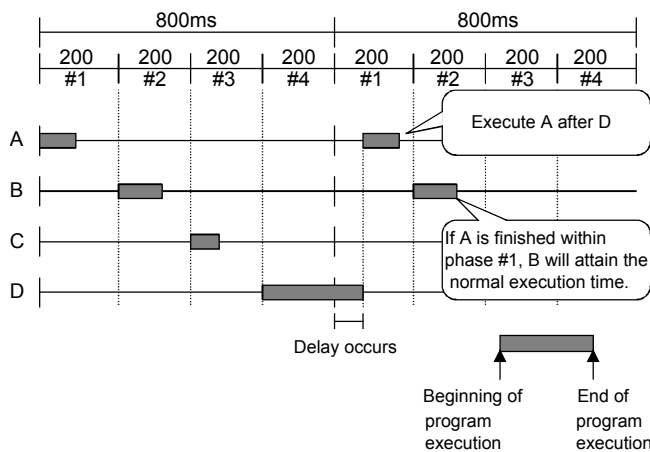 800ms 800ms
200 200 200 200 200 200 200 200
#1 #2 #3 #4 #1 #2 #3 #4
A
Execute A after D
B
If A is finished within
phase #1, B will attain the
normal execution time.
C
D
Delay occurs
Beginning of
program
execution
End of
program
execution